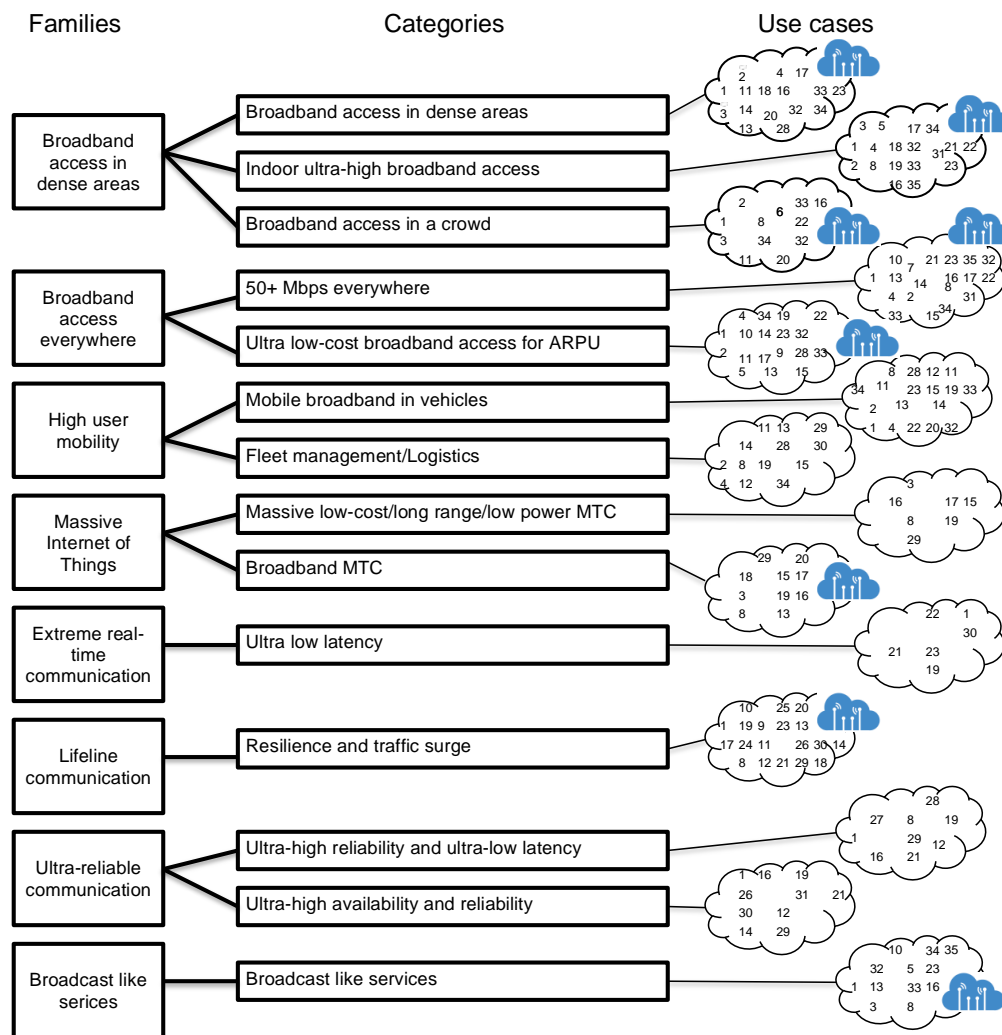 Families Categories Use cases
Broadband
access in
dense areas
Broadband access in dense areas
2 4 17
1 11 18 16 33 23
3 14 20 32 34
13 28
Indoor ultra-high broadband access
3 5 17 34
1 4 18 32 31 21 22
2 8 19 33 23
16 35
Broadband access in a crowd
2 6 33 16
1 8 22
3 34 32
11 20
Broadband
access
everywhere
50+ Mbps everywhere
10 7 21 23 35 32
1 13 14 16 17 22
4 2 8 31
33 15 34
Ultra low-cost broadband access for ARPU
4 34 19 22
1 10 14 23 32
2 11 17 9 28 33
5 13 15
High user
mobility
Mobile broadband in vehicles
8 28 12 11
34 11 23 15 19 33
2 13 14
1 4 22 20 32
Fleet management/Logistics
11 13 29
14 28 30
2 8 19 15
4 12 34
Massive
Internet of
Things
Massive low-cost/long range/low power MTC
3
16 17 15
8 19
29
Broadband MTC
29 20
18 15 17
3 19 16
8 13
Extreme real-
time
communication
Ultra low latency
22 1
30
21 23
19
Lifeline
communication
Resilience and traffic surge
10 25 20
1 19 9 23 13
17 24 11 26 30 14
8 12 21 29 18
Ultra-reliable
communication
Ultra-high reliability and ultra-low latency
28
27 8 19
1 29 12
16 21
Ultra-high availability and reliability
1 16 19
26 31 21
30 12
14 29
Broadcast like
serices
Broadcast like services
10 34 35
32 5 23
1 13 33 16
3 8